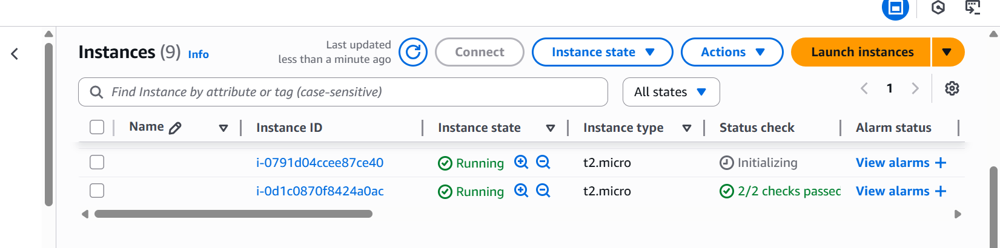 Instances (9) Info
Last updated
less than a minute ago
Connect
Instance state
Actions
Launch instances
Find Instance by attribute or tag (case-sensitive)
All states
1
Name Instance ID Instance state Instance type Status check Alarm status
i-0791d04ccee87ce40 Running t2.micro Initializing View alarms +
i-0d1c0870f8424a0ac Running t2.micro 2/2 checks passec View alarms +